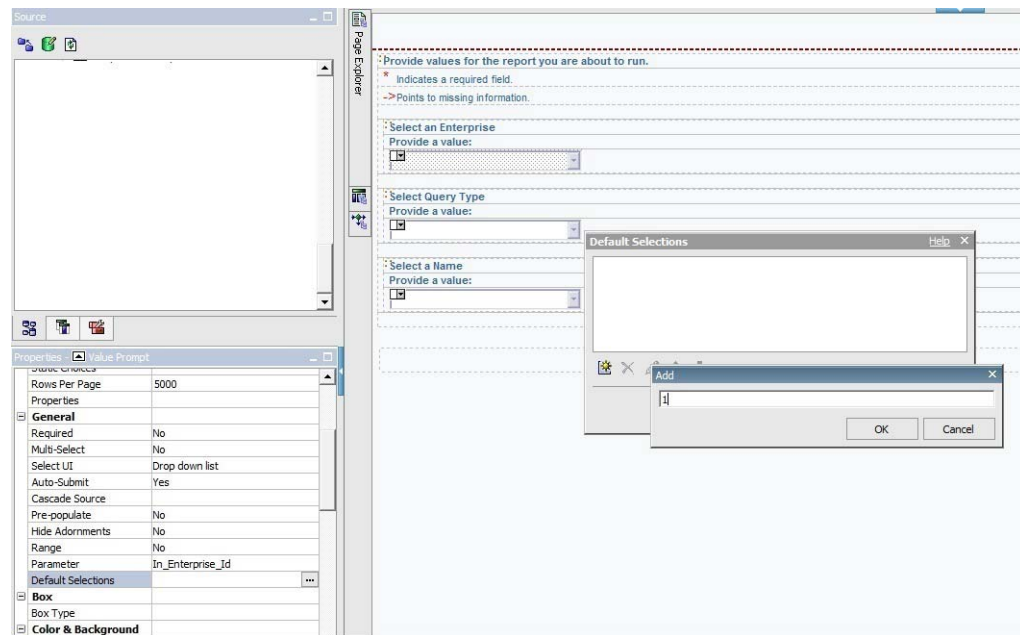 Source
Page Explorer
Provide values for the report you are about to run.
* Indicates a required field.
->Points to missing information.
Select an Enterprise
Provide a value:
Select Query Type
Provide a value:
Select a Name
Provide a value:
Default Selections Help
Add
1
OK Cancel
Properties - Value Prompt
Static Choices
Rows Per Page 5000
Properties
General
Required No
Multi-Select No
Select UI Drop down list
Auto-Submit Yes
Cascade Source
Pre-populate No
Hide Adornments No
Range No
Parameter In_Enterprise_Id
Default Selections ...
Box
Box Type
Color & Background